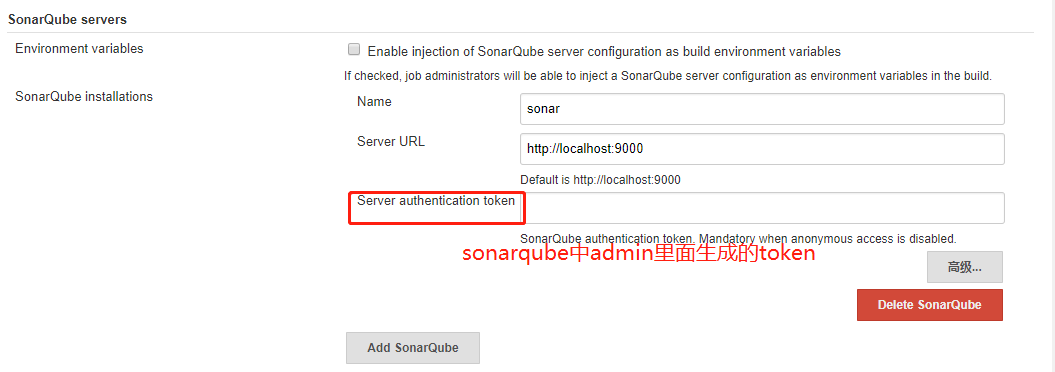 SonarQube servers
Environment variables
Enable injection of SonarQube server configuration as build environment variables
If checked, job administrators will be able to inject a SonarQube server configuration as environment variables in the build.
SonarQube installations
Name
sonar
Server URL
http://localhost:9000
Default is http://localhost:9000
Server authentication token
SonarQube authentication token. Mandatory when anonymous access is disabled.
sonarqube中admin里面生成的token
高级...
Delete SonarQube
Add SonarQube